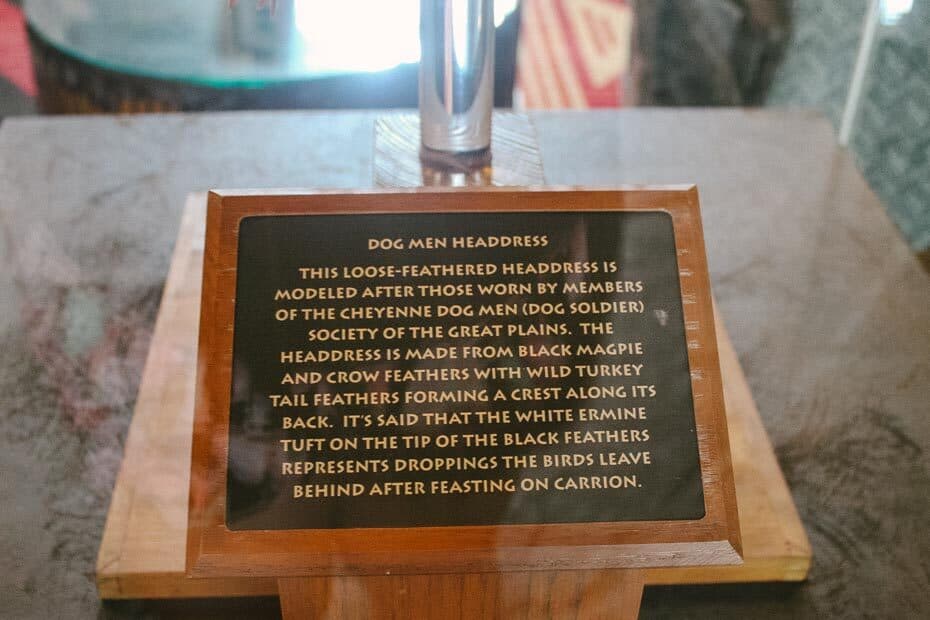 DOG MEN HEADDRESS
THIS LOOSE-FEATHERED HEADDRESS IS
MODELED AFTER THOSE WORN BY MEMBERS
OF THE CHEYENNE DOG MEN (DOG SOLDIER)
SOCIETY OF THE GREAT PLAINS. THE
HEADDRESS IS MADE FROM BLACK MAGPIE
AND CROW FEATHERS WITH WILD TURKEY
TAIL FEATHERS FORMING A CREST ALONG ITS
BACK. IT'S SAID THAT THE WHITE ERMINE
TUFT ON THE TIP OF THE BLACK FEATHERS
REPRESENTS DROPPINGS THE BIRDS LEAVE
BEHIND AFTER FEASTING ON CARRION.